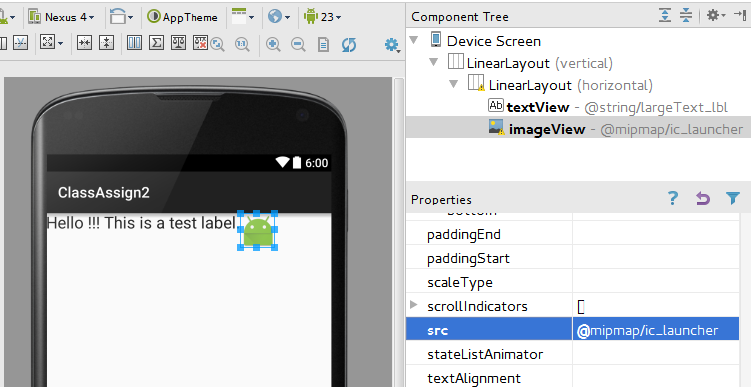 Nexus 4 AppTheme 23
6:00
ClassAssign2
Hello !!! This is a test label
Component Tree
Device Screen
LinearLayout (vertical)
LinearLayout (horizontal)
Ab textView - @string/largeText_lbl
imageView - @mipmap/ic_launcher
Properties
paddingEnd
paddingStart
scaleType
scrollIndicators []
src @mipmap/ic_launcher
stateListAnimator
textAlignment